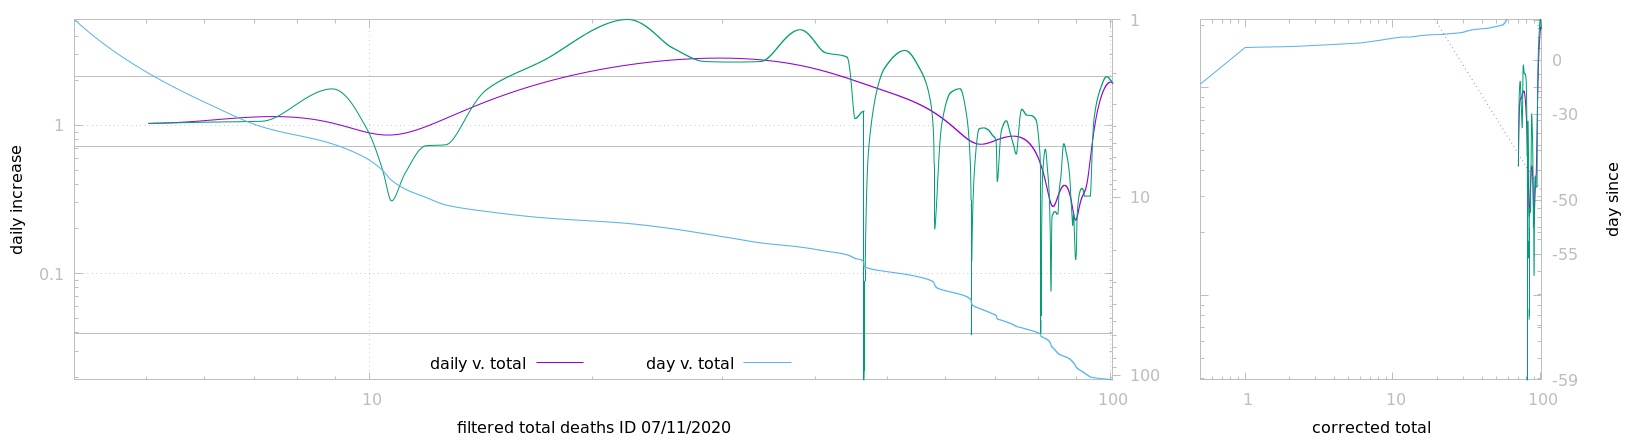 daily increase
1
0.1
daily v. total
day v. total
10
100
1
10
100
filtered total deaths ID 07/11/2020
1
10
100
corrected total
0
-30
-50
-55
-59
day since